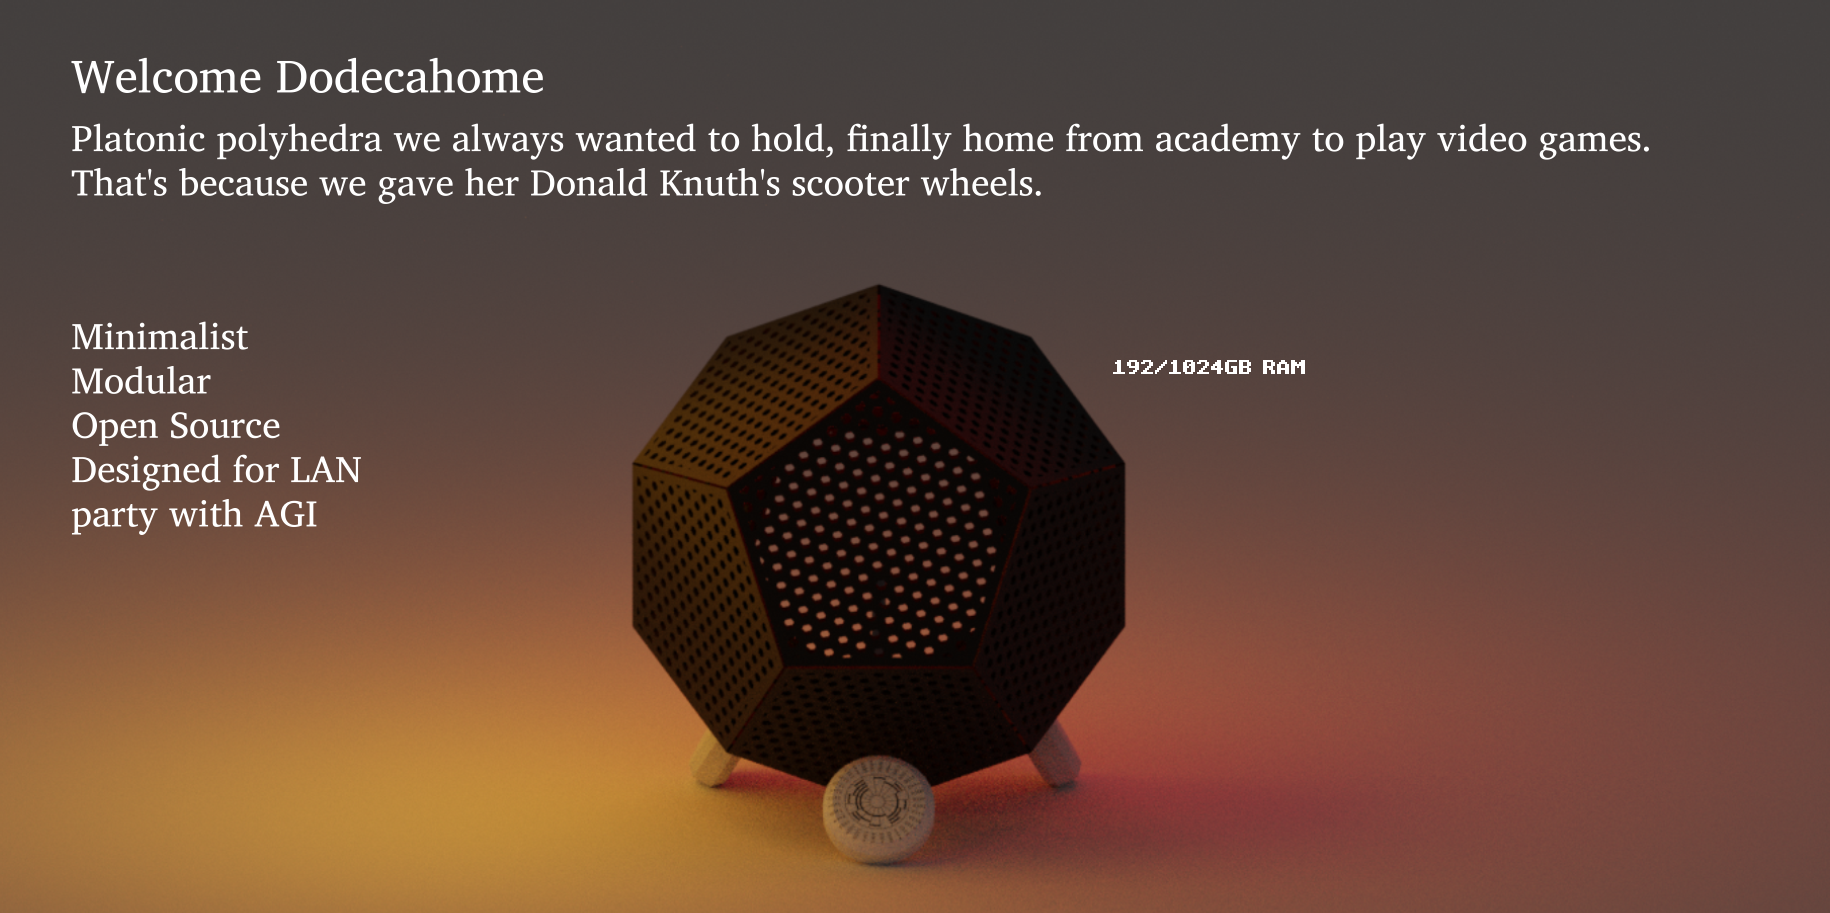 Welcome Dodecahome
Platonic polyhedra we always wanted to hold, finally home from academy to play video games.
That's because we gave her Donald Knuth's scooter wheels.
Minimalist
Modular
Open Source
Designed for LAN
party with AGI
192/1024GB RAM